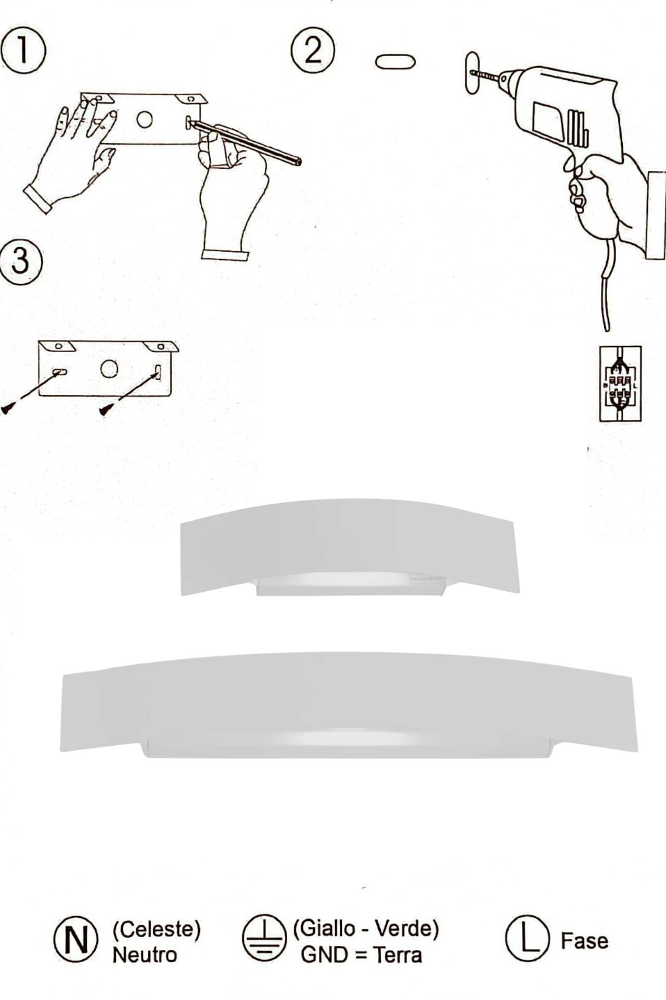 1
2
3
N L
N (Celeste)
Neutro
(Giallo - Verde)
GND = Terra
L Fase